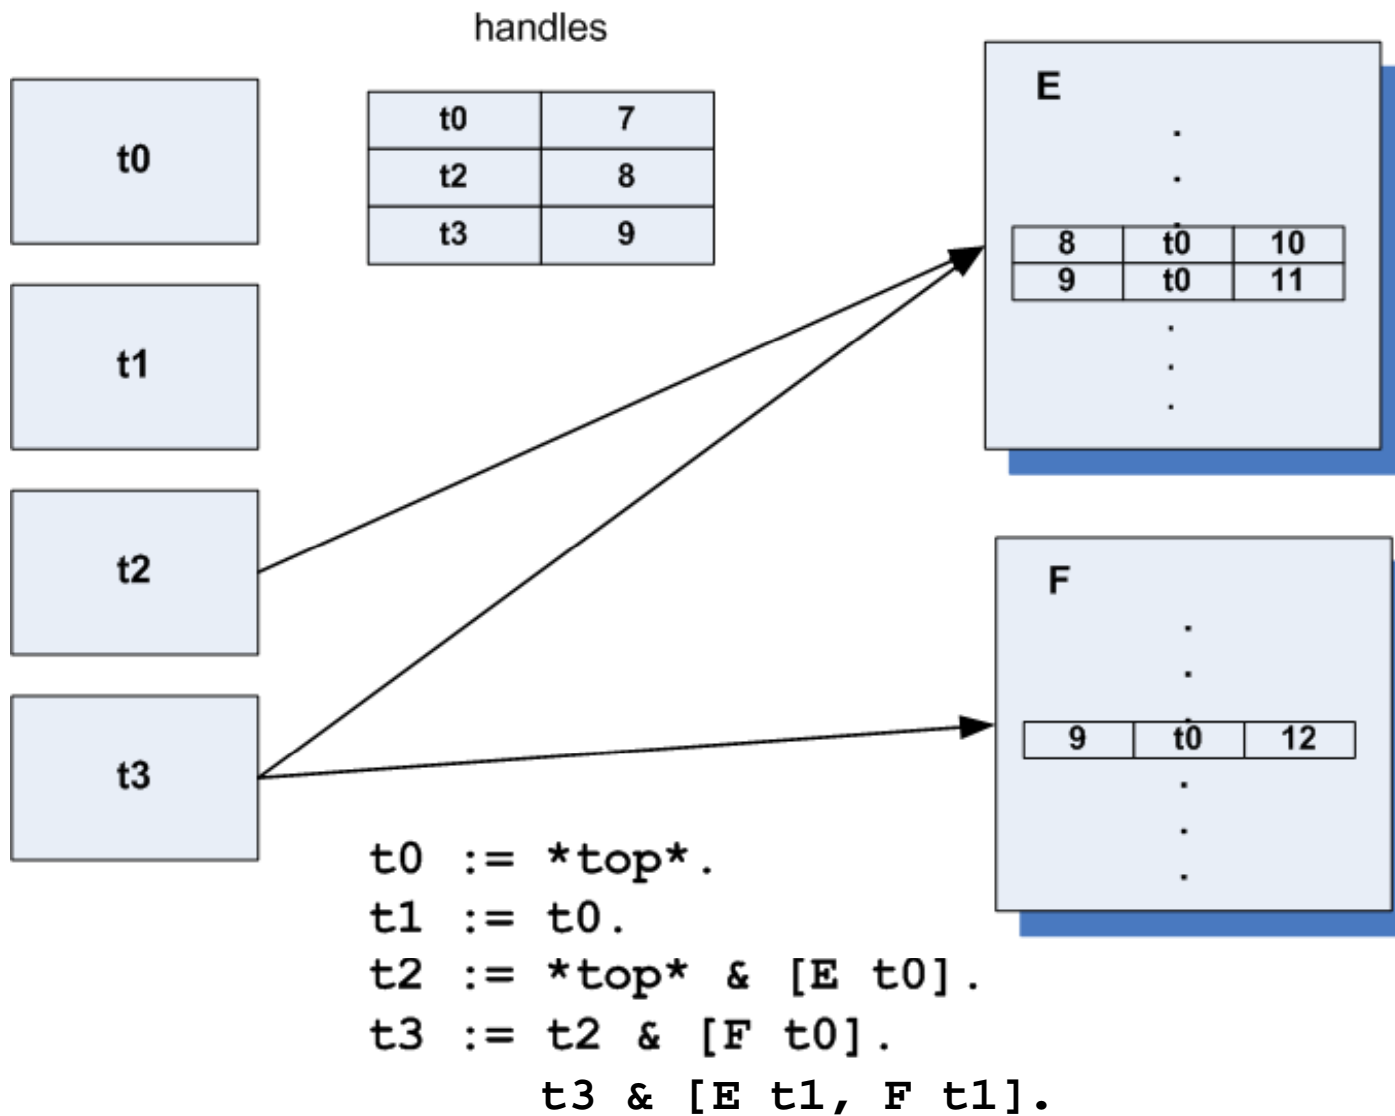 handles
t0
t1
t2
t3
t0 7
t2 8
t3 9
E
8 t0 10
9 t0 11
F
9 t0 12
t0 := *top*.
t1 := t0.
t2 := *top* & [E t0].
t3 := t2 & [F t0].
t3 & [E t1, F t1].